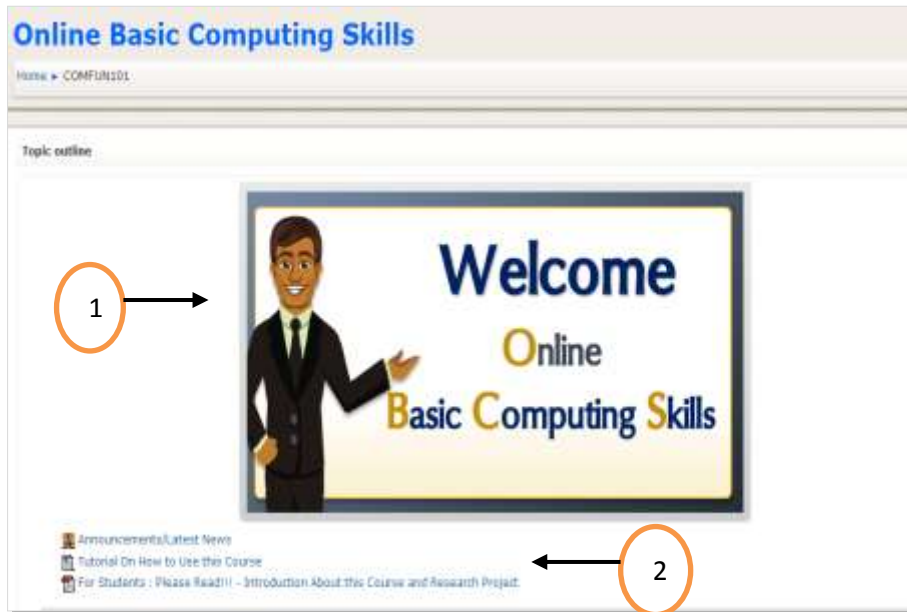 Online Basic Computing Skills
Home ► COMFUN101
Topic outline
1
Welcome
Online
Basic Computing Skills
Announcements/Latest News
Tutorial On How to Use this Course
2
For Students : Please Read!!! - Introduction About this Course and Research Project